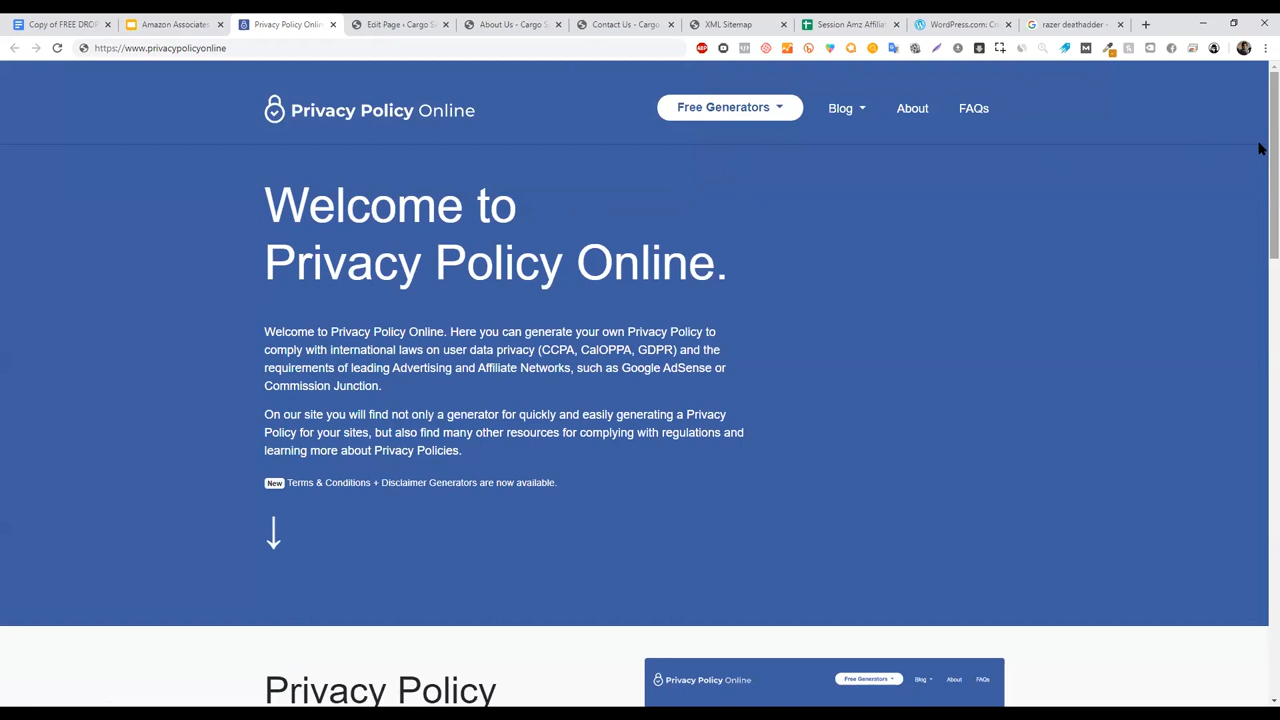 Copy of FREE DROP
Amazon Associates
Privacy Policy Onlin
Edit Page ‹ Cargo S
About Us - Cargo S
Contact Us - Cargo
XML Sitemap
Session Amz Affilia
WordPress.com: Cr
razer deathadder -
https://www.privacypolicyonline
Privacy Policy Online
Free Generators
Blog
About
FAQs
Welcome to
Privacy Policy Online.
Welcome to Privacy Policy Online. Here you can generate your own Privacy Policy to
comply with international laws on user data privacy (CCPA, CalOPPA, GDPR) and the
requirements of leading Advertising and Affiliate Networks, such as Google AdSense or
Commission Junction.
On our site you will find not only a generator for quickly and easily generating a Privacy
Policy for your sites, but also find many other resources for complying with regulations and
learning more about Privacy Policies.
New Terms & Conditions + Disclaimer Generators are now available.
Privacy Policy
Privacy Policy Online
Free Generators
Blog
About
FAQs